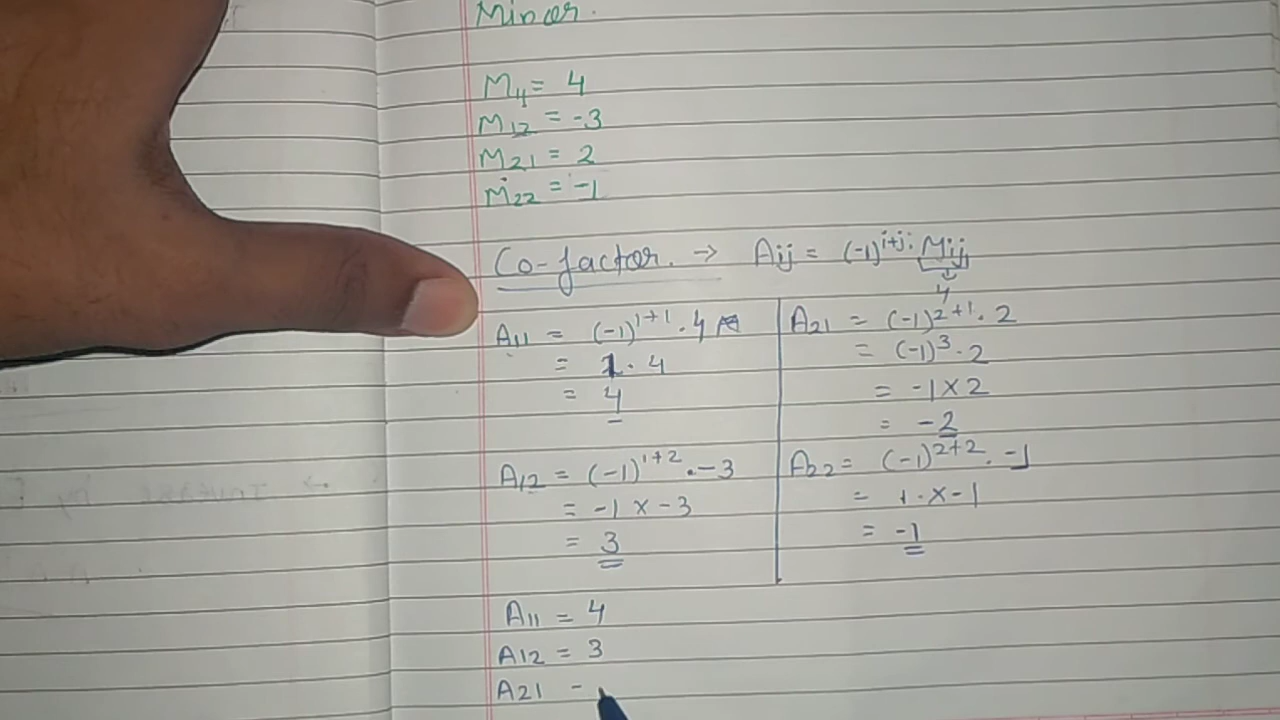 Minor.
M11 = 4
M12 = -3
M21 = 2
M22 = -1
Co-factor. → Aij = (-1)^i+j. Mij
4
A11 = (-1)^1+1 . 4
= 1 . 4
= 4
A12 = (-1)^1+2 . -3
= -1 x -3
= 3
A21 = (-1)^2+1 . 2
= (-1)^3 . 2
= -1 x 2
= -2
A22 = (-1)^2+2 . -1
= 1 . x -1
= -1
A11 = 4
A12 = 3
A21 -